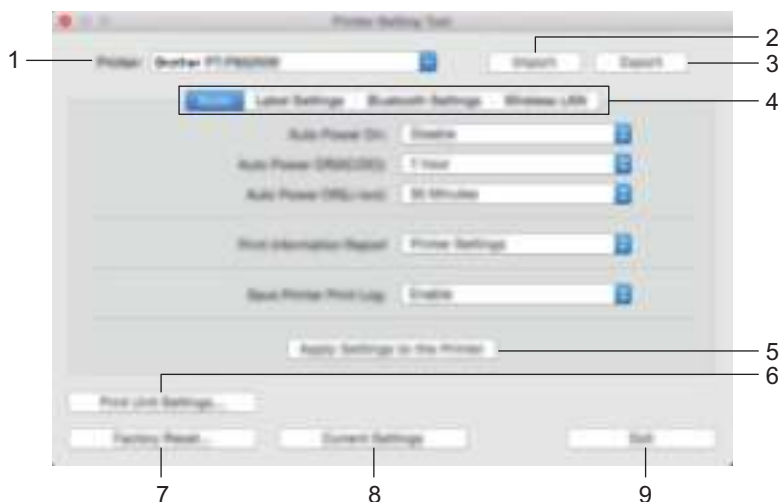 Printer Setting Tool
1
Printer: Brother PT-P950NW
Import
Export
2
3
Basic
Label Settings
Bluetooth Settings
Wireless LAN
4
Auto Power On:
Disable
Auto Power Off(AC/DC):
1 hour
Auto Power Off(Li-ion):
30 Minutes
Print Information Report
Printer Settings
Save Printer Print Log:
Enable
Apply Settings to the Printer
5
6
Print Unit Settings...
Factory Reset...
Current Settings
Exit
7
8
9